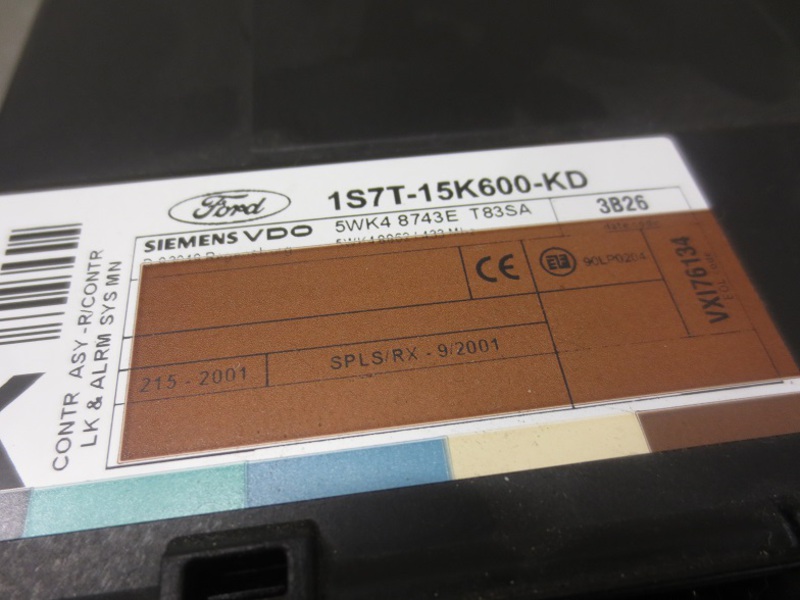 Ford
1S7T-15K600-KD
SIEMENS VDO
5WK4 8743E T83SA
3B26
90LP0204
VXI76134
215 - 2001
SPLS/RX - 9/2001
CONTR ASY -R/CONTR
LK & ALRM SYS MN